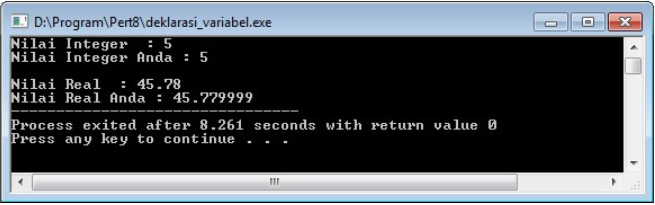 D:\Program\Pert8\deklarasi_variabel.exe
Nilai Integer  : 5
Nilai Integer Anda : 5
Nilai Real  : 45.78
Nilai Real Anda : 45.779999
--------------------------------
Process exited after 8.261 seconds with return value 0
Press any key to continue . . .